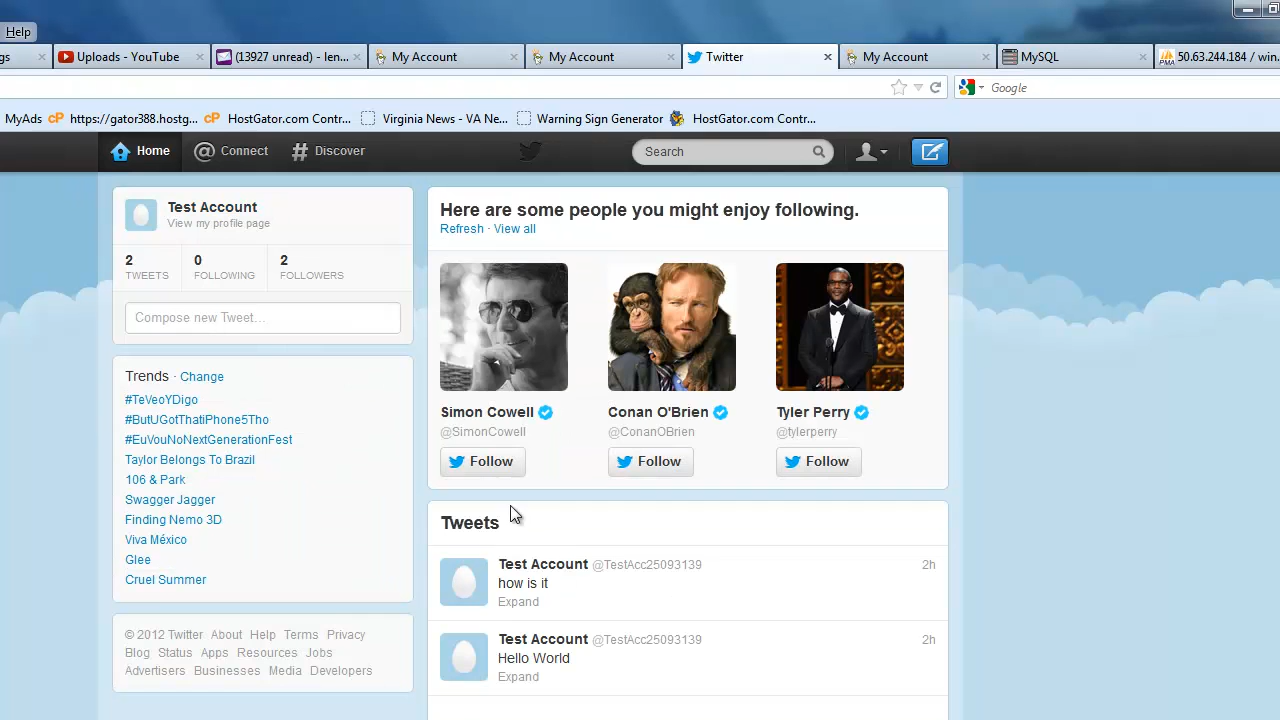 Help
gs
Uploads - YouTube
(13927 unread) - len...
My Account
My Account
Twitter
My Account
MySQL
50.63.244.184 / win.
Google
MyAds
cP https://gator388.hostg...
cP HostGator.com Contr...
Virginia News - VA Ne...
Warning Sign Generator
HostGator.com Contr...
Home
@ Connect
# Discover
Search
Test Account
View my profile page
2 0 2
TWEETS FOLLOWING FOLLOWERS
Compose new Tweet...
Trends · Change
#TeVeoYDigo
#ButUGotThatiPhone5Tho
#EuVouNoNextGenerationFest
Taylor Belongs To Brazil
106 & Park
Swagger Jagger
Finding Nemo 3D
Viva México
Glee
Cruel Summer
© 2012 Twitter About Help Terms Privacy
Blog Status Apps Resources Jobs
Advertisers Businesses Media Developers
Here are some people you might enjoy following.
Refresh · View all
Simon Cowell
@SimonCowell
Follow
Conan O'Brien
@ConanOBrien
Follow
Tyler Perry
@tylerperry
Follow
Tweets
Test Account @TestAcc25093139 2h
how is it
Expand
Test Account @TestAcc25093139 2h
Hello World
Expand